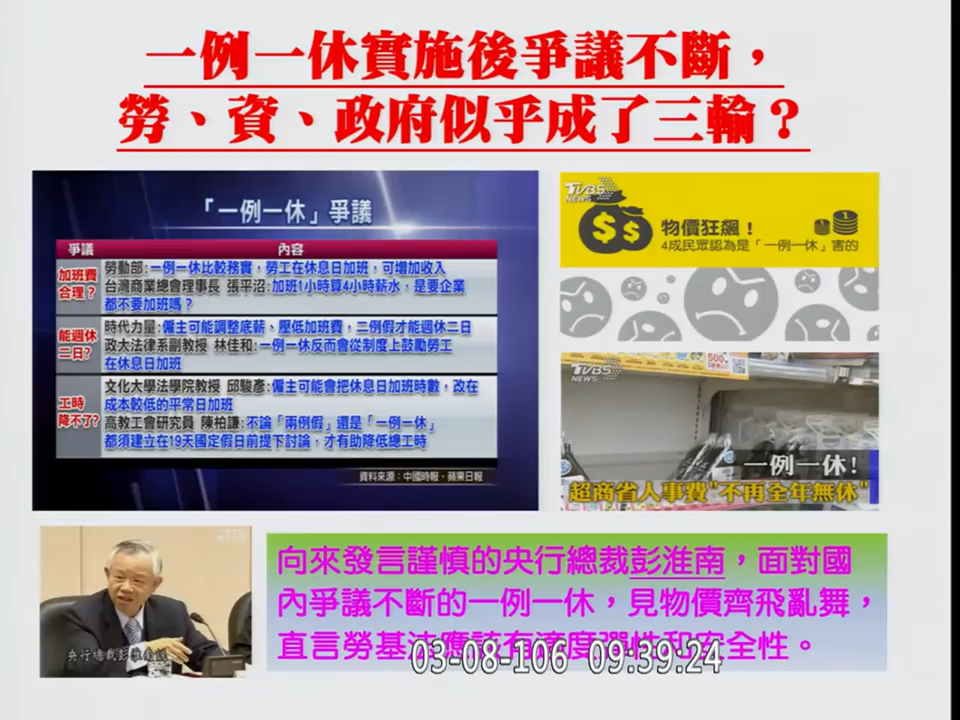 一例一休實施後爭議不斷，
勞、資、政府似乎成了三輸？
「一例一休」爭議
爭議 內容
加班費合理？
勞動部：一例一休比較務實，勞工在休息日加班，可增加收入
台灣商業總會理事長 張平沼：加班1小時算4小時薪水，是要企業
都不要加班嗎？
能週休二日？
時代力量：僱主可能調整底薪、壓低加班費，二例假才能週休二日
政大法律系副教授 林佳和：一例一休反而會從制度上鼓勵勞工
在休息日加班
工時降不了？
文化大學法學院教授 邱駿彥：僱主可能會把休息日加班時數，改在
成本較低的平常日加班
高教工會研究員 陳柏謙：不論「兩例假」還是「一例一休」
都須建立在19天國定假日前提下討論，才有助降低總工時
資料來源：中國時報、蘋果日報
TVBS
NEWS
物價狂飆！
4成民眾認為是「一例一休」害的
TVBS
NEWS
500
一例一休！
超商省人事費"不再全年無休"
央行總裁彭淮南
向來發言謹慎的央行總裁彭淮南，面對國
內爭議不斷的一例一休，見物價齊飛亂舞，
直言勞基法應該有適度彈性和安全性。
03-08-106 09:39:24